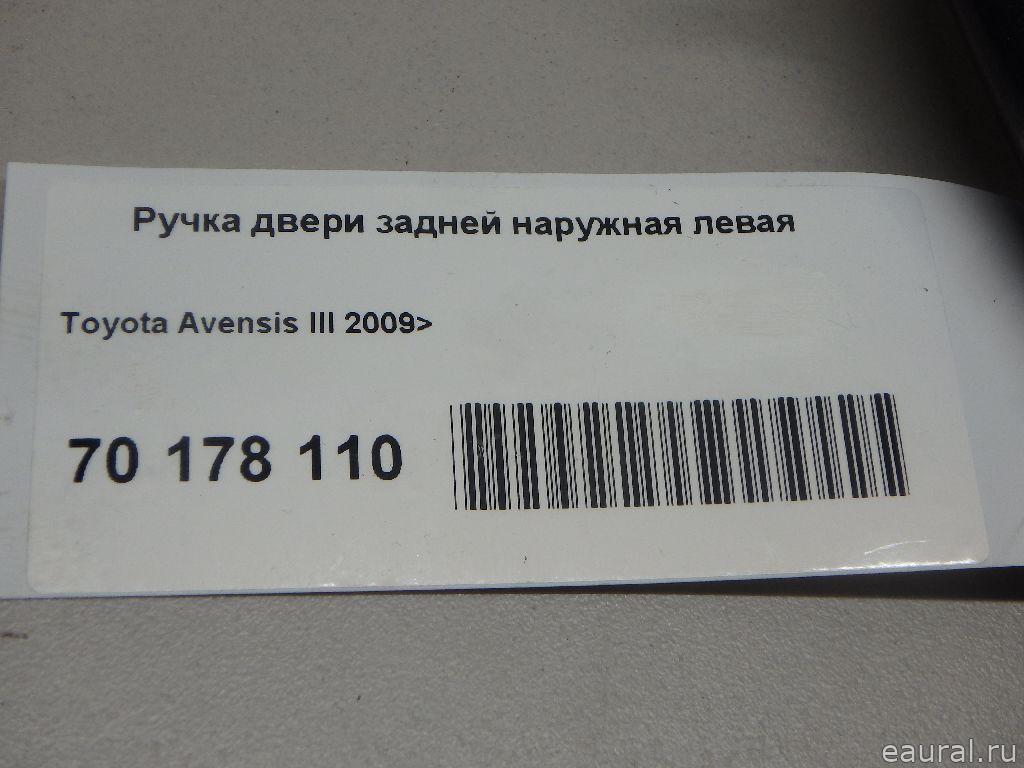 Ручка двери задней наружная левая
Toyota Avensis III 2009>
70 178 110
eaural.ru